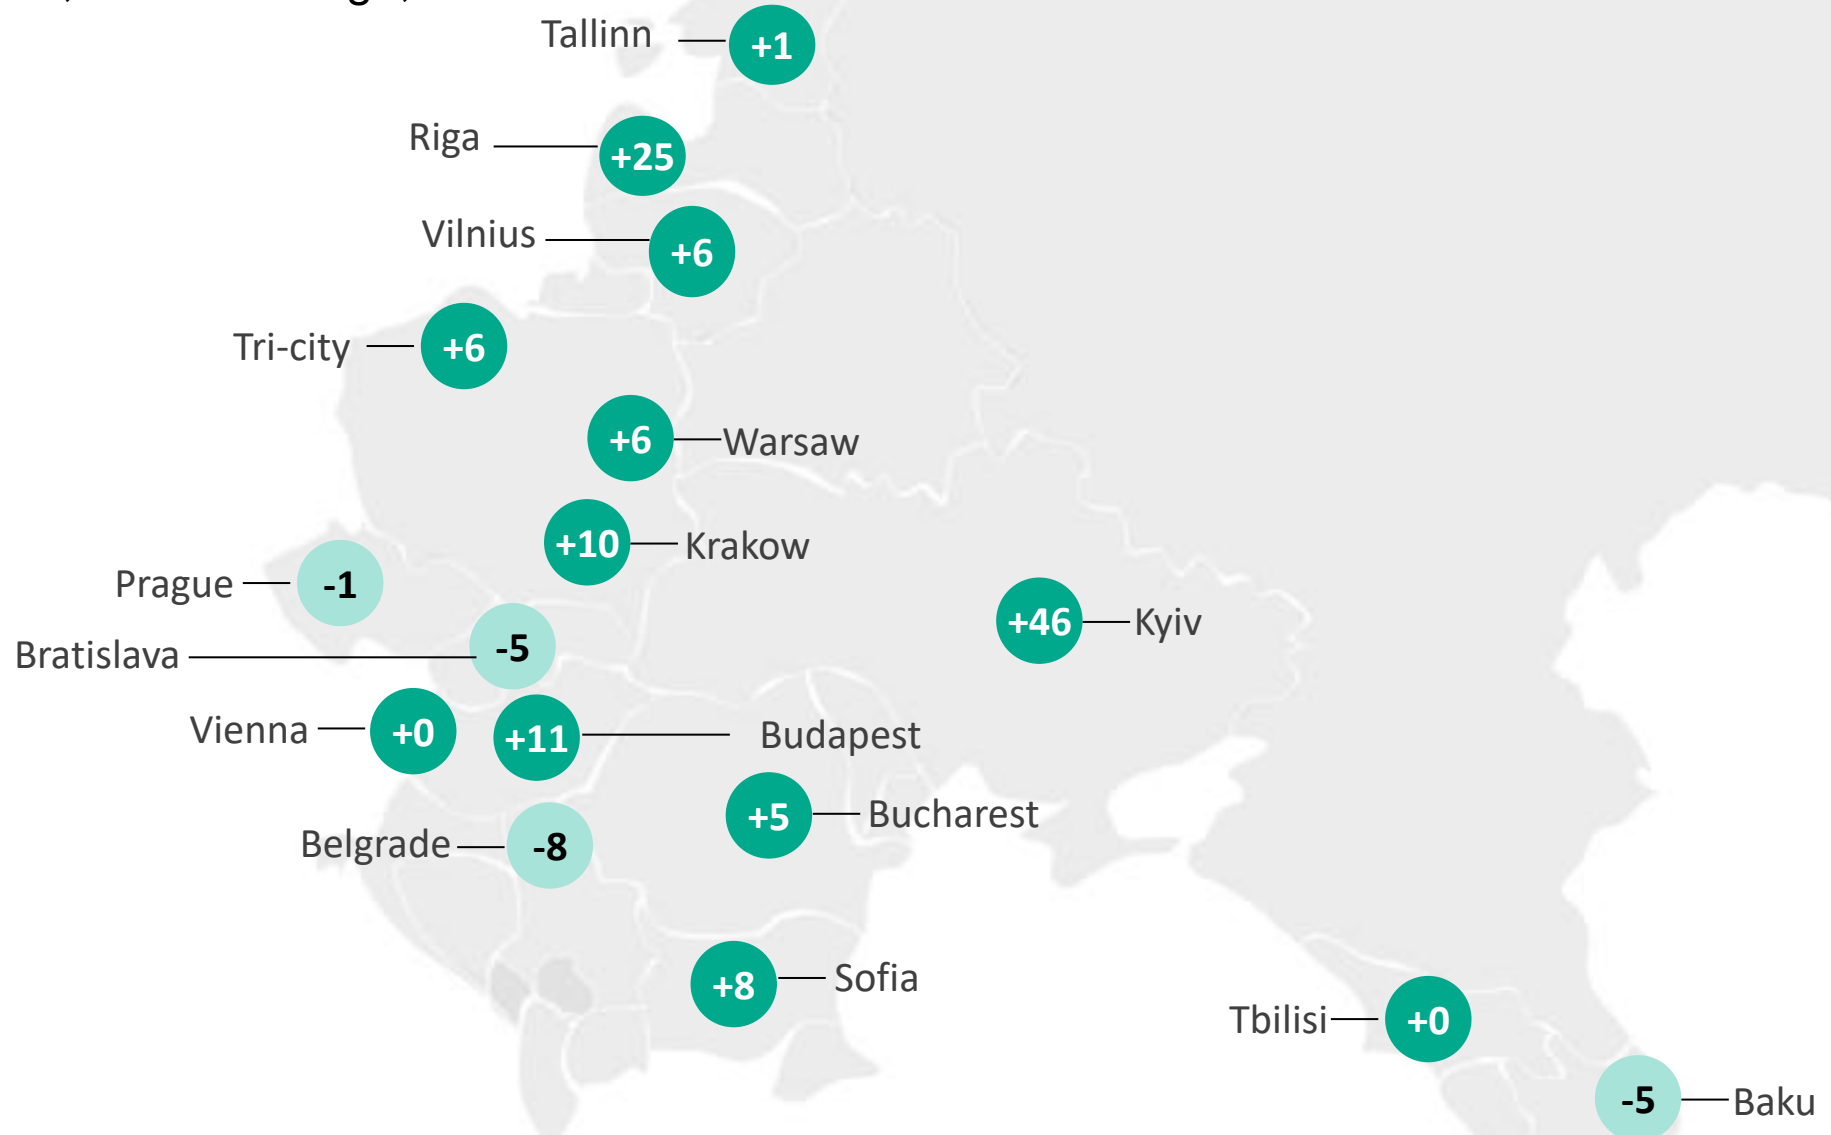 Tallinn +1
Riga +25
Vilnius +6
Tri-city +6
+6 Warsaw
+10 Krakow
Prague -1
+46 Kyiv
Bratislava -5
Vienna +0
+11 Budapest
+5 Bucharest
Belgrade -8
+8 Sofia
Tbilisi +0
-5 Baku